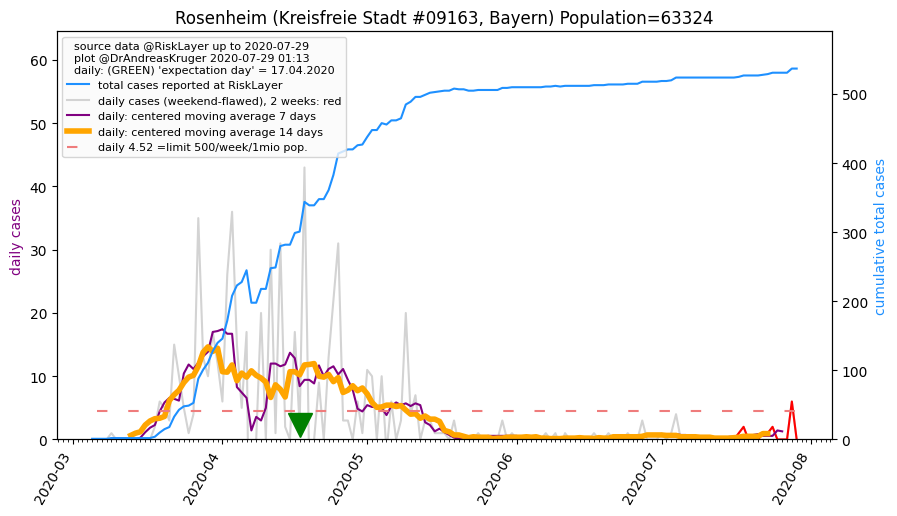 Rosenheim (Kreisfreie Stadt #09163, Bayern) Population=63324
source data @RiskLayer up to 2020-07-29
plot @DrAndreasKruger 2020-07-29 01:13
daily: (GREEN) 'expectation day' = 17.04.2020
total cases reported at RiskLayer
daily cases (weekend-flawed), 2 weeks: red
daily: centered moving average 7 days
daily: centered moving average 14 days
daily 4.52 =limit 500/week/1mio pop.
daily cases
60
50
40
30
20
10
0
cumulative total cases
500
400
300
200
100
0
2020-03
2020-04
2020-05
2020-06
2020-07
2020-08